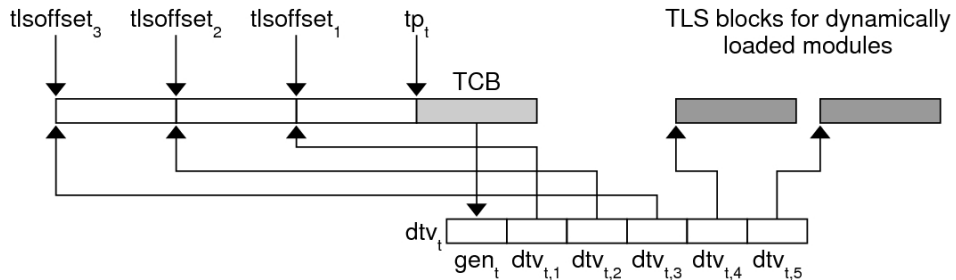 tlsoffset₃ tlsoffset₂ tlsoffset₁ tpₜ TLS blocks for dynamically
loaded modules
TCB
dtvₜ
genₜ dtvₜ,₁ dtvₜ,₂ dtvₜ,₃ dtvₜ,₄ dtvₜ,₅